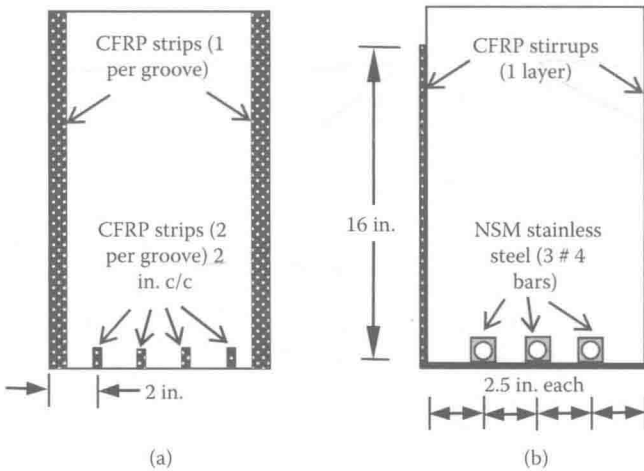 CFRP strips (1
per groove)
CFRP strips (2
per groove) 2
in. c/c
2 in.
(a)
CFRP stirrups
(1 layer)
16 in.
NSM stainless
steel (3 # 4
bars)
2.5 in. each
(b)